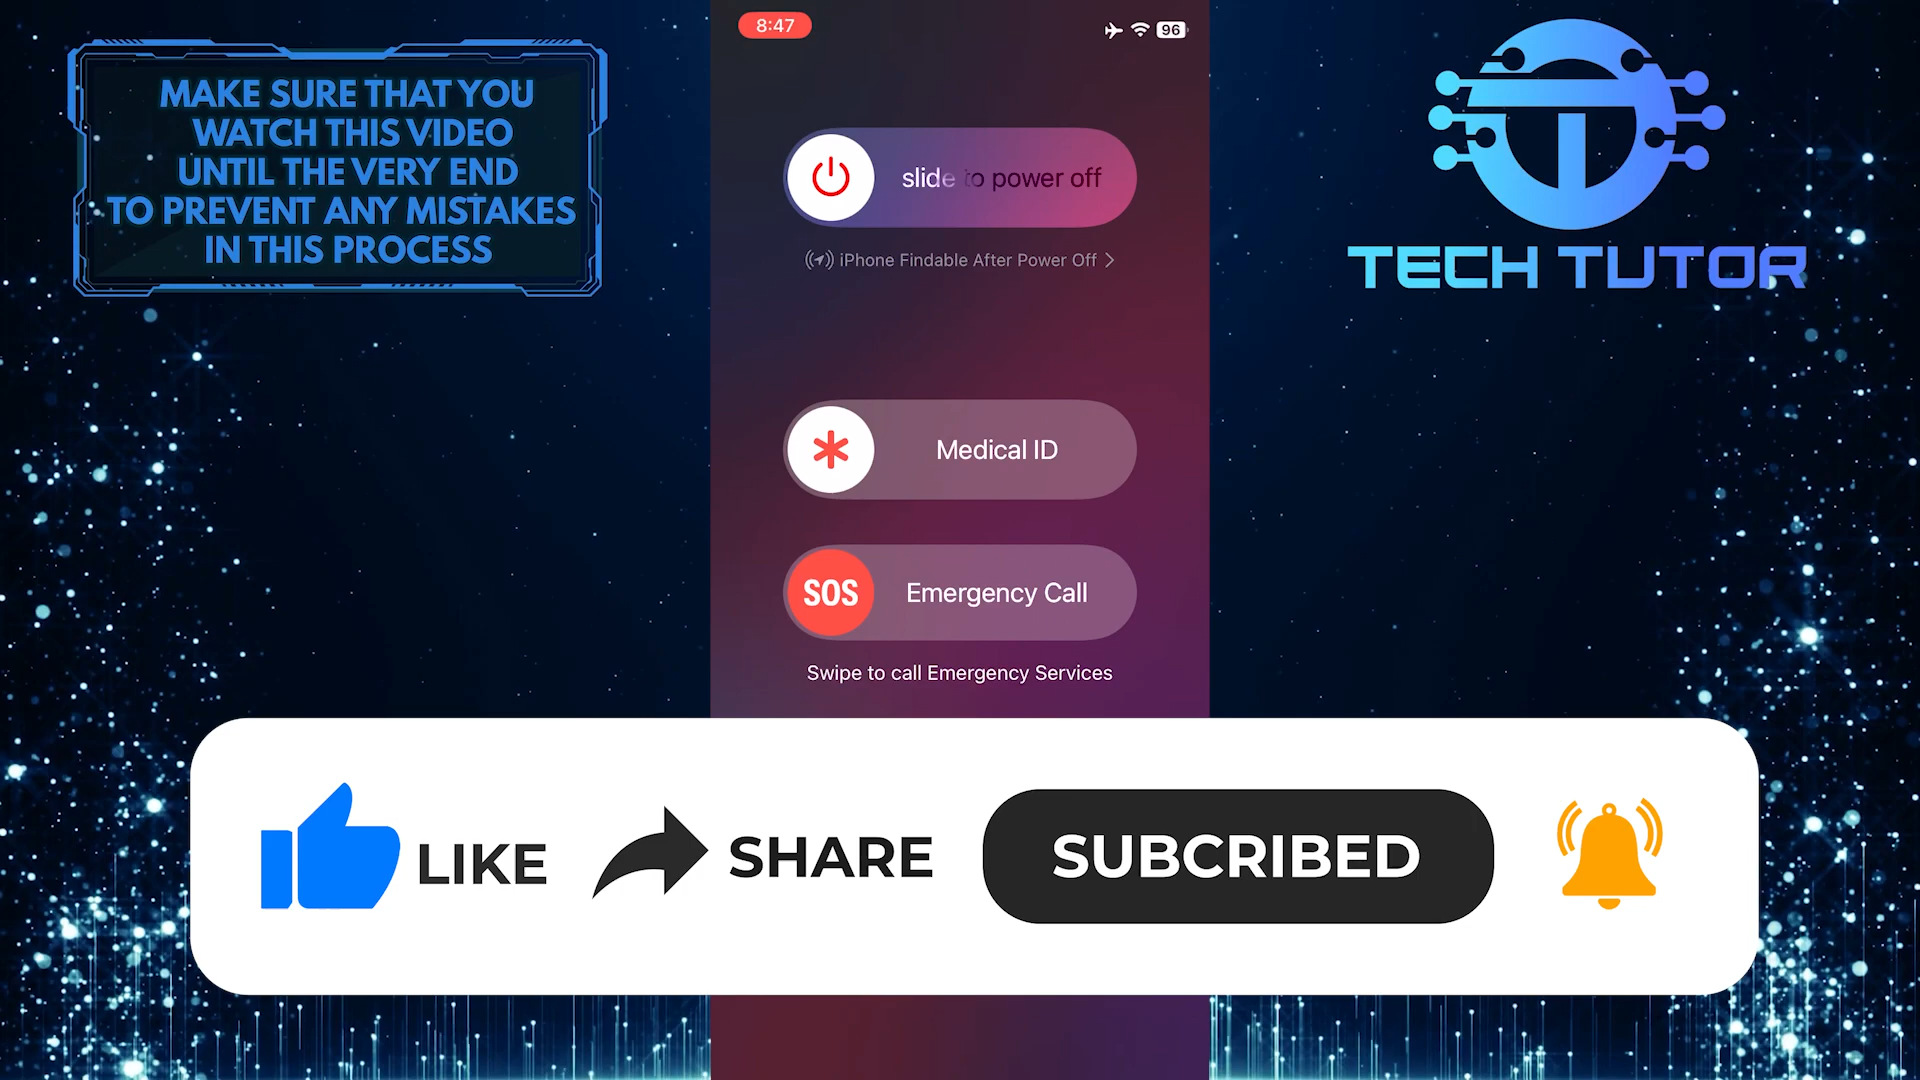 MAKE SURE THAT YOU
WATCH THIS VIDEO
UNTIL THE VERY END
TO PREVENT ANY MISTAKES
IN THIS PROCESS
8:47
96
slide to power off
iPhone Findable After Power Off
Medical ID
SOS Emergency Call
Swipe to call Emergency Services
TECH TUTOR
LIKE SHARE SUBCRIBED